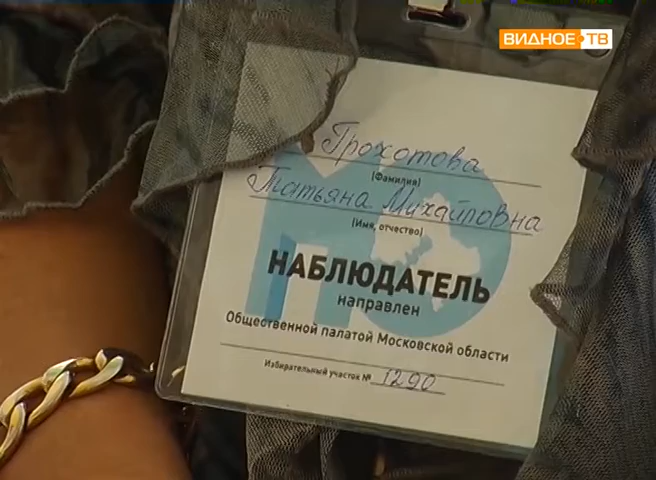 ВИДНОЕ ТВ
Грохотова
(Фамилия)
Татьяна Михайловна
(Имя, отчество)
НАБЛЮДАТЕЛЬ
направлен
Общественной палатой Московской области
Избирательный участок № 1290